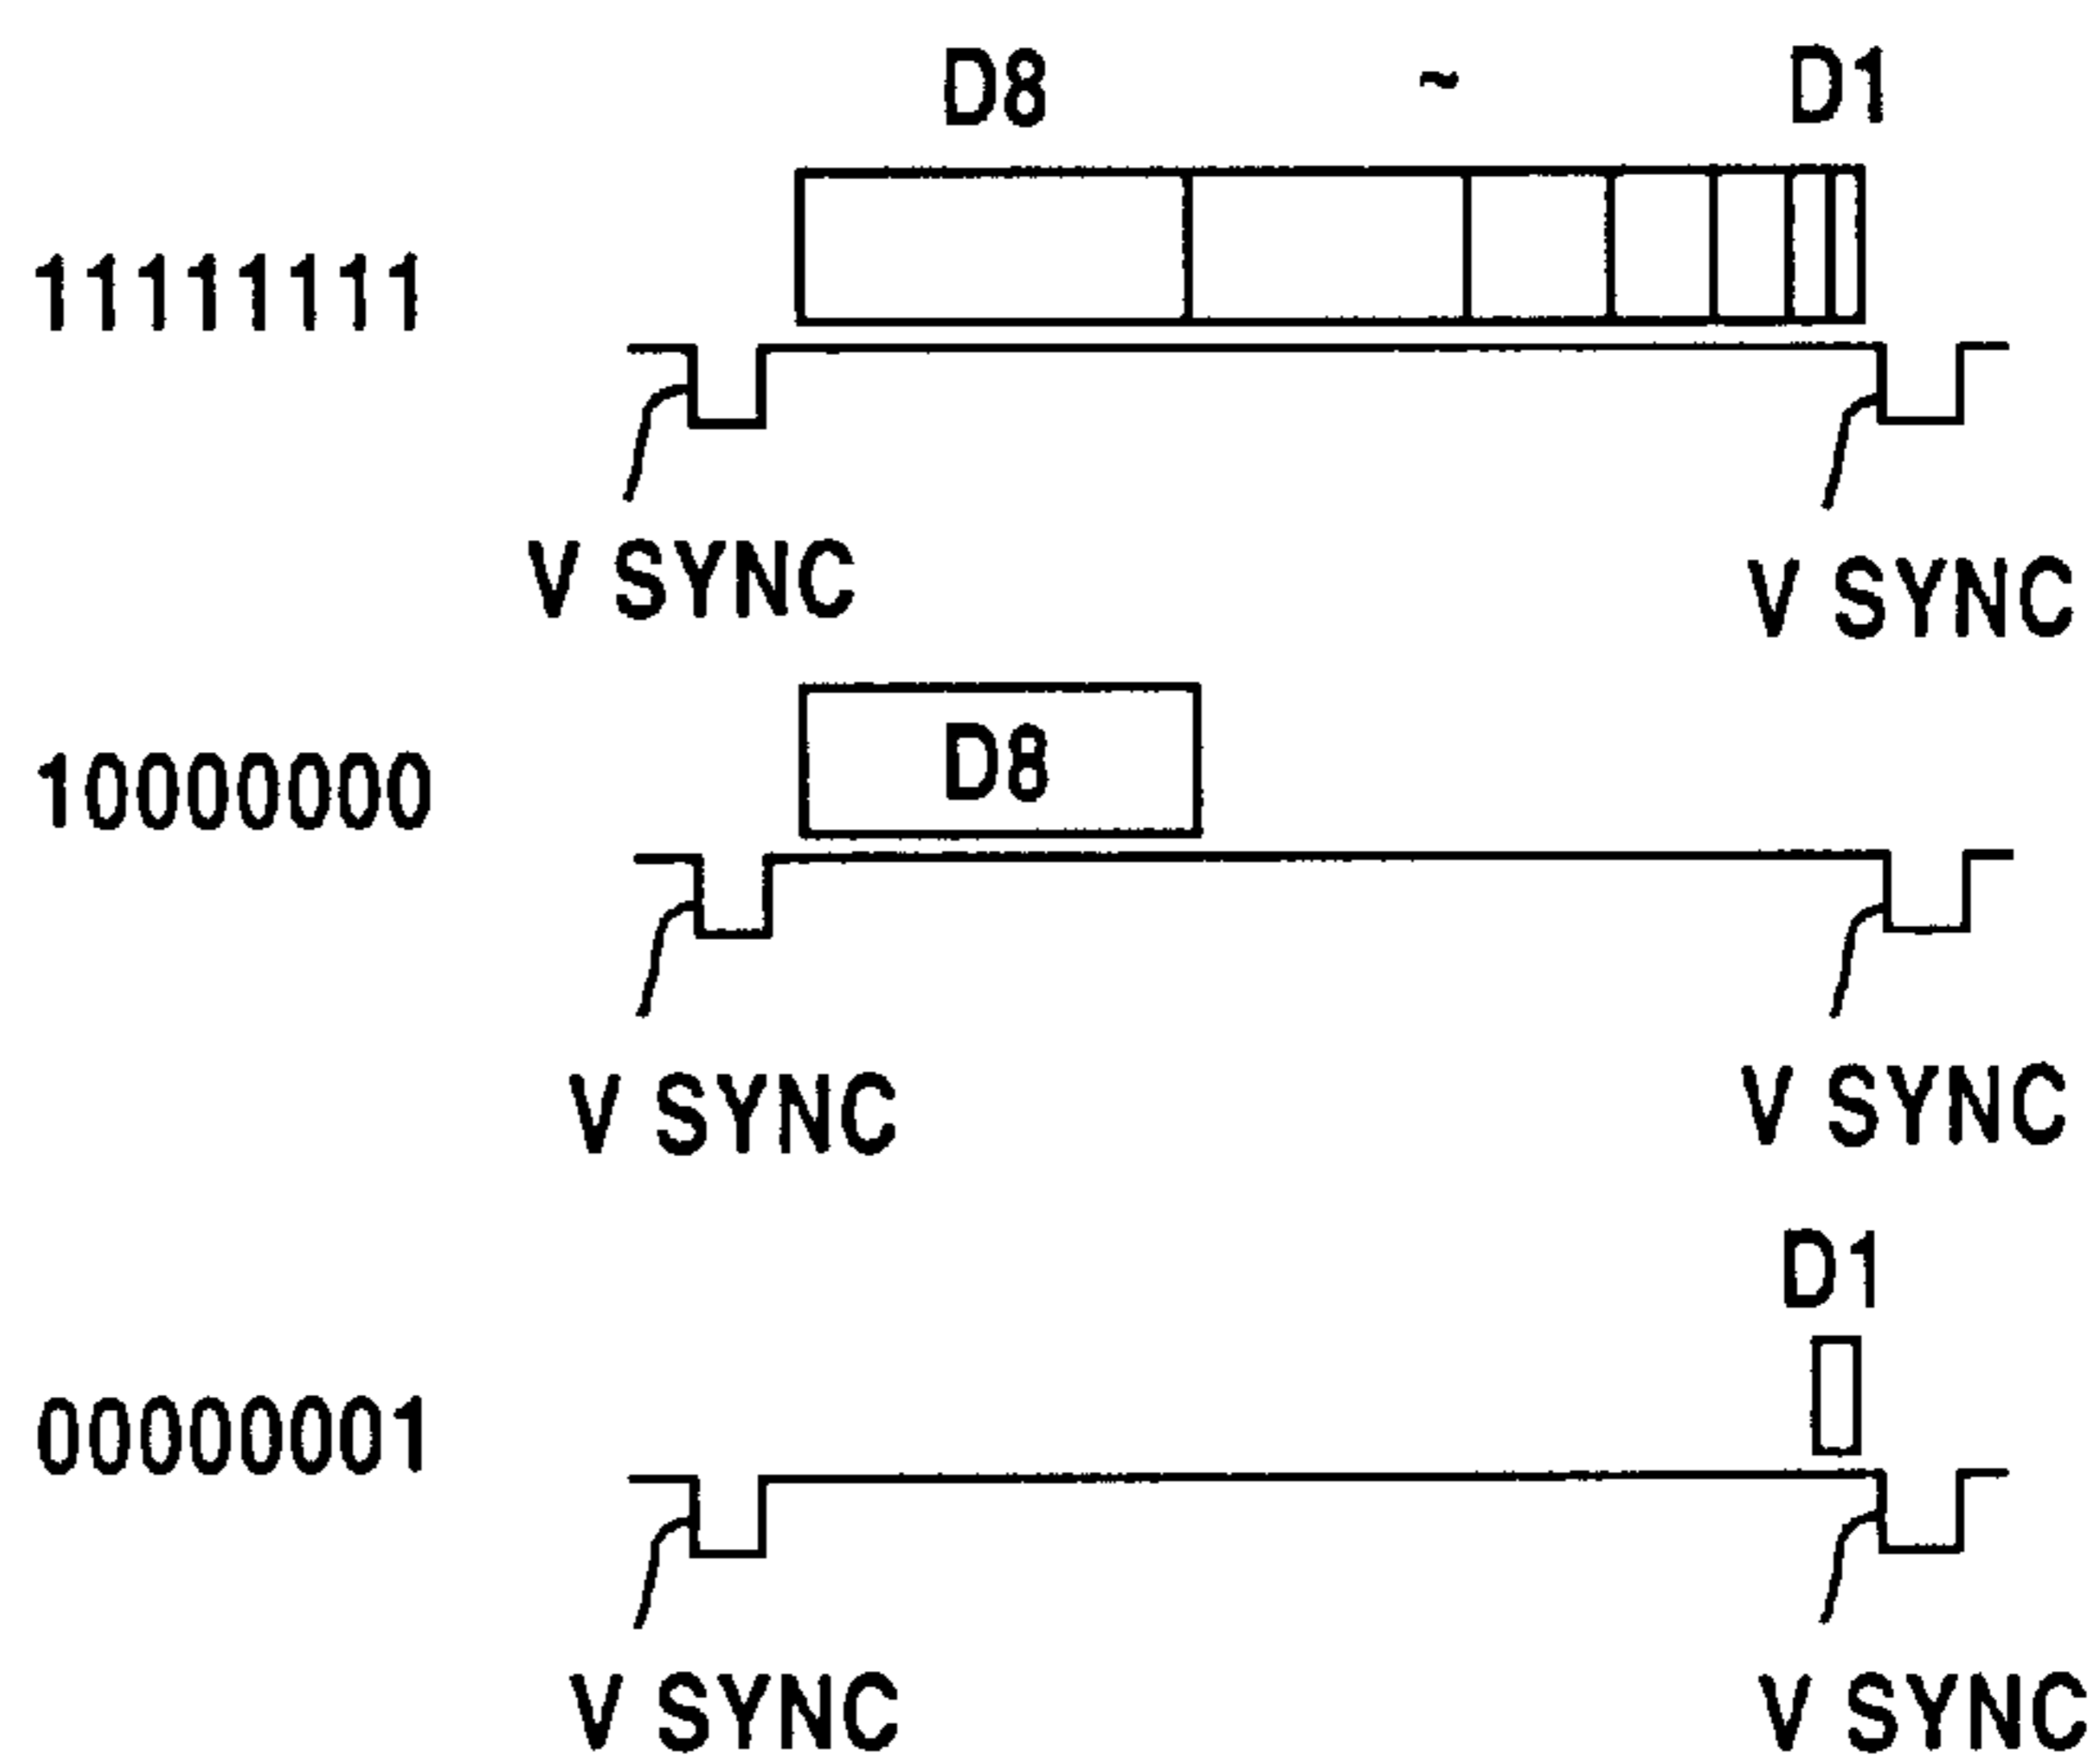 D8 ~ D1
11111111
V SYNC V SYNC
D8
10000000
V SYNC V SYNC
D1
00000001
V SYNC V SYNC